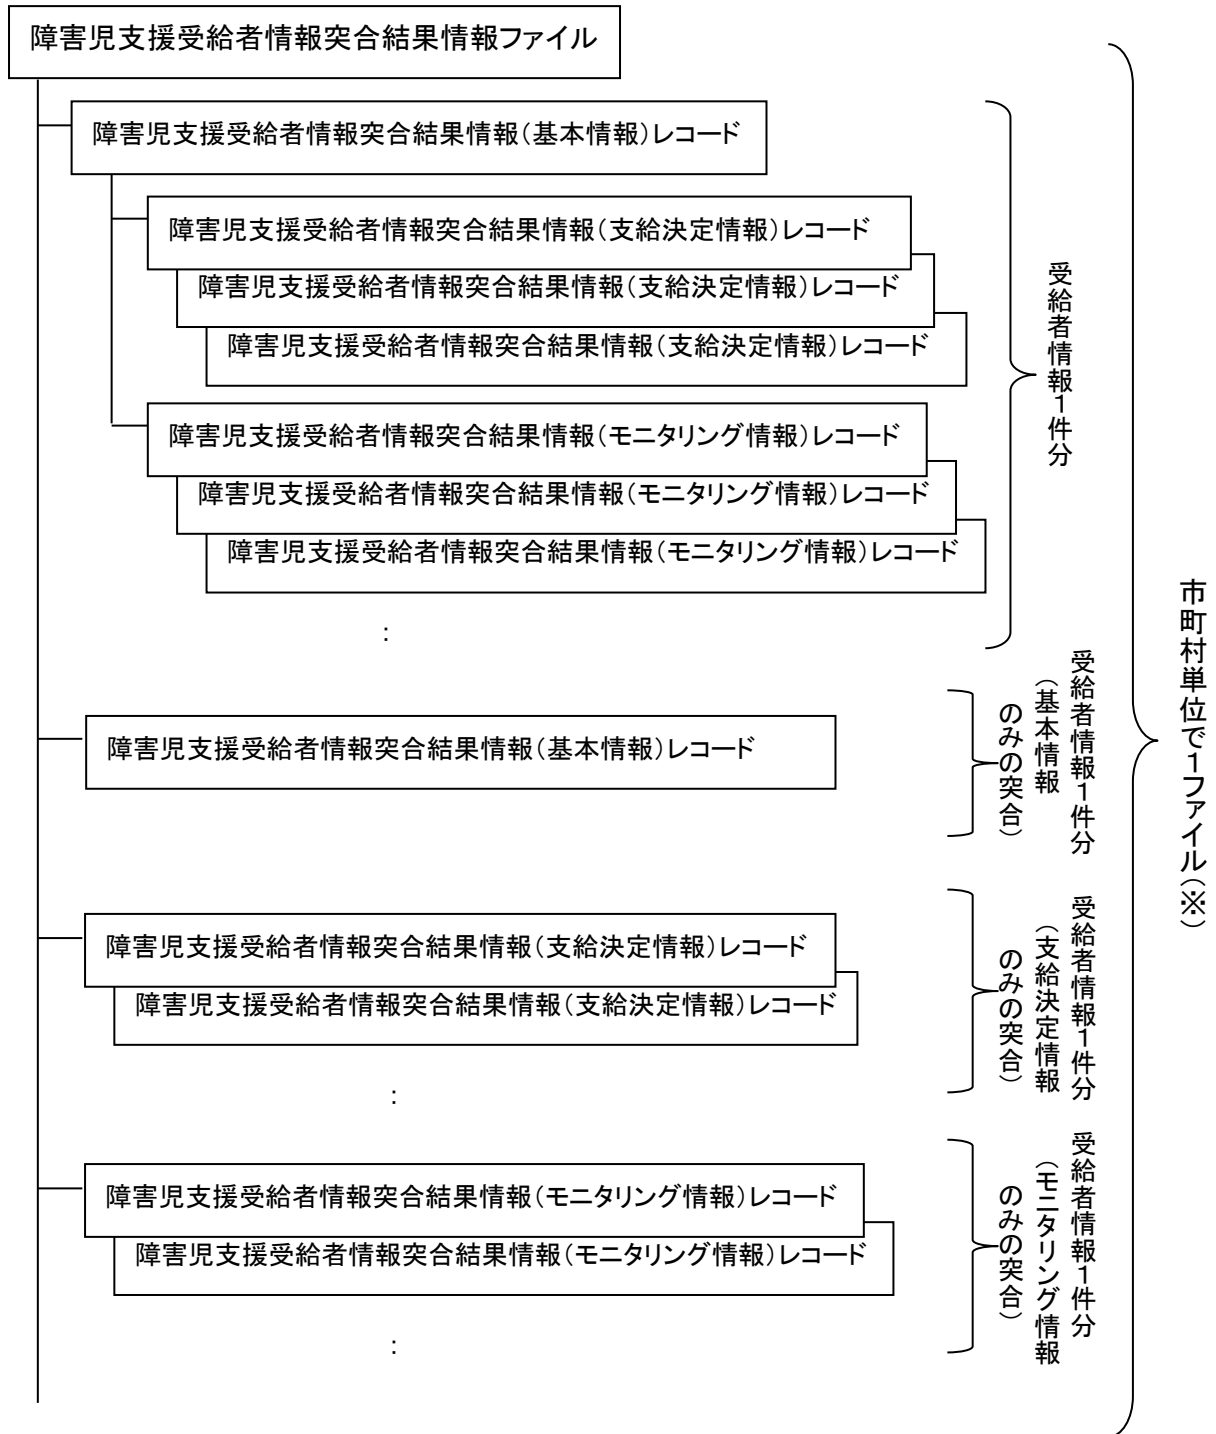 障害児支援受給者情報突合結果情報ファイル
障害児支援受給者情報突合結果情報（基本情報）レコード
障害児支援受給者情報突合結果情報（支給決定情報）レコード
障害児支援受給者情報突合結果情報（支給決定情報）レコード
障害児支援受給者情報突合結果情報（支給決定情報）レコード
障害児支援受給者情報突合結果情報（モニタリング情報）レコード
障害児支援受給者情報突合結果情報（モニタリング情報）レコード
障害児支援受給者情報突合結果情報（モニタリング情報）レコード
：
受給者情報１件分
障害児支援受給者情報突合結果情報（基本情報）レコード
受給者情報１件分
（基本情報
のみの突合）
障害児支援受給者情報突合結果情報（支給決定情報）レコード
障害児支援受給者情報突合結果情報（支給決定情報）レコード
：
受給者情報１件分
（支給決定情報
のみの突合）
障害児支援受給者情報突合結果情報（モニタリング情報）レコード
障害児支援受給者情報突合結果情報（モニタリング情報）レコード
：
受給者情報１件分
（モニタリング情報
のみの突合）
市町村単位で１ファイル（※）